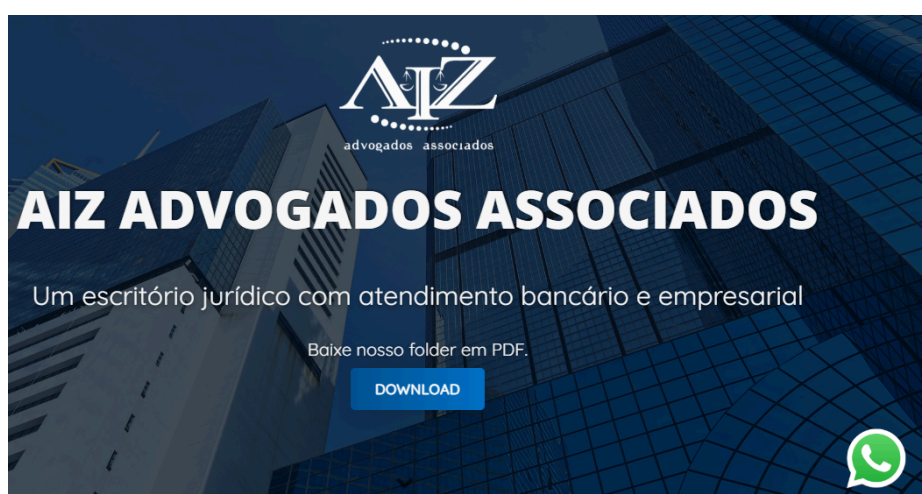 AIZ
advogados associados
AIZ ADVOGADOS ASSOCIADOS
Um escritório jurídico com atendimento bancário e empresarial
Baixe nosso folder em PDF.
DOWNLOAD